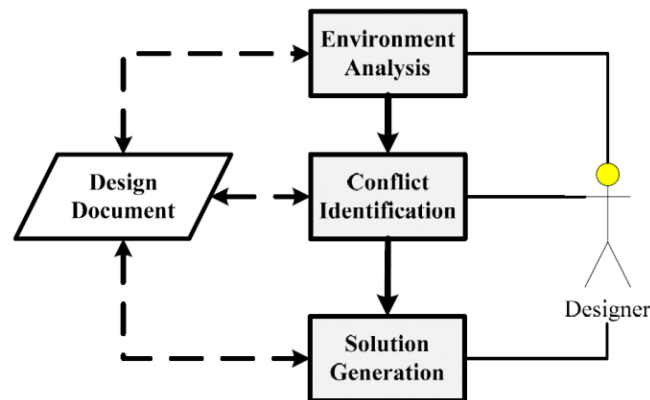 Environment
Analysis
Design
Document
Conflict
Identification
Designer
Solution
Generation